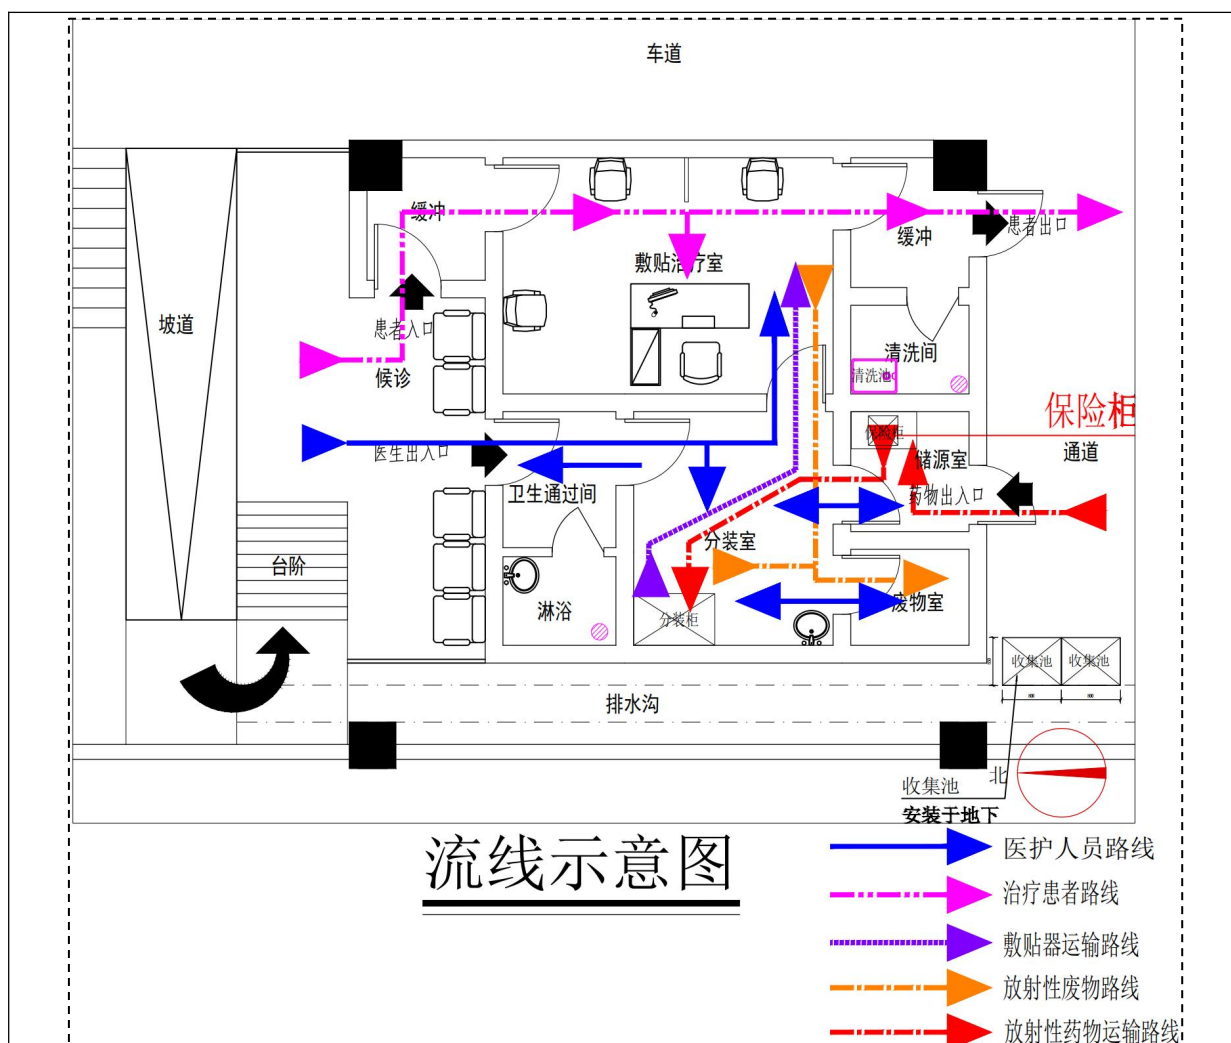 车道
缓冲
缓冲
患者出口
敷贴治疗室
坡道
患者入口
清洗间
候诊
清洗池
保险柜
保险柜
医生出入口
储源室
通道
卫生通过间
药物出入口
分装室
台阶
淋浴
分装柜
废物室
收集池
收集池
800
800
排水沟
北
收集池
安装于地下
流线示意图
医护人员路线
治疗患者路线
敷贴器运输路线
放射性废物路线
放射性药物运输路线